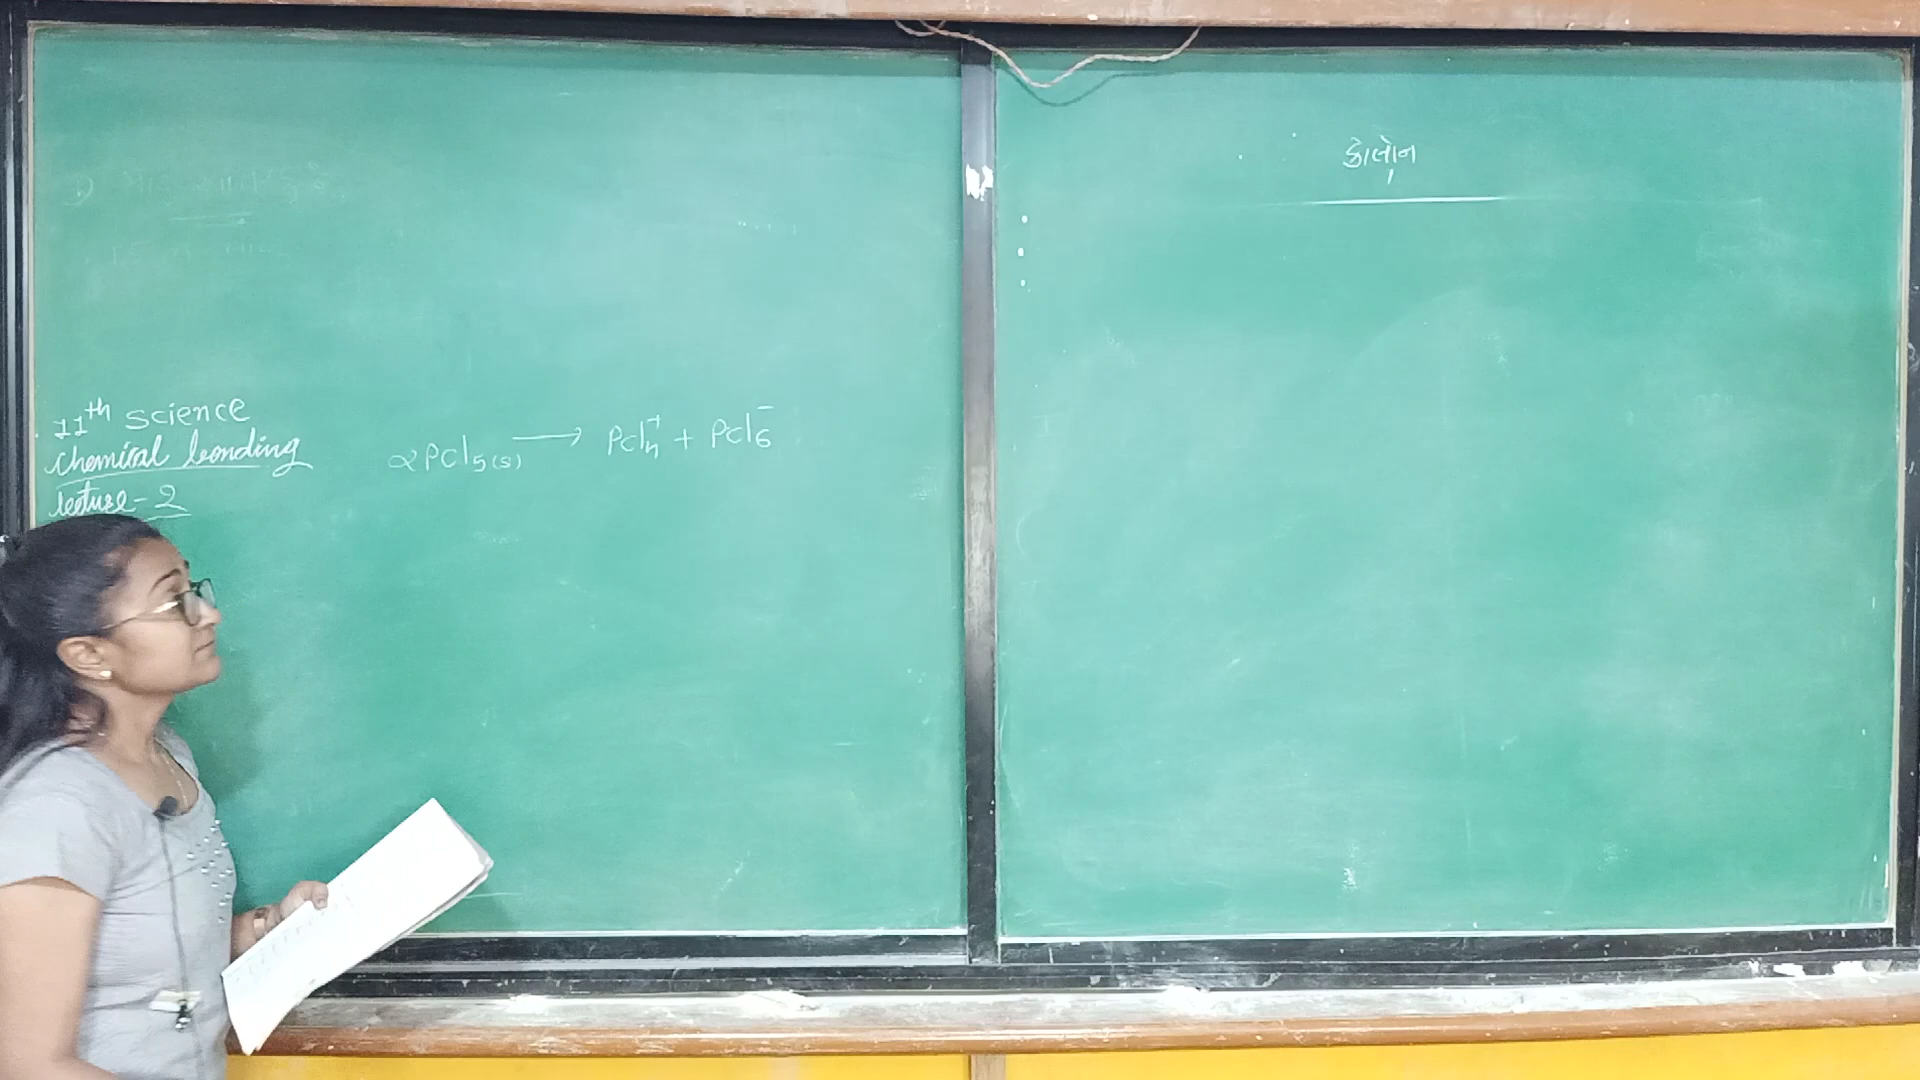 11th science
chemical bonding
lecture - 2
2PCl5(s) ⟶ PCl4+ + PCl6-